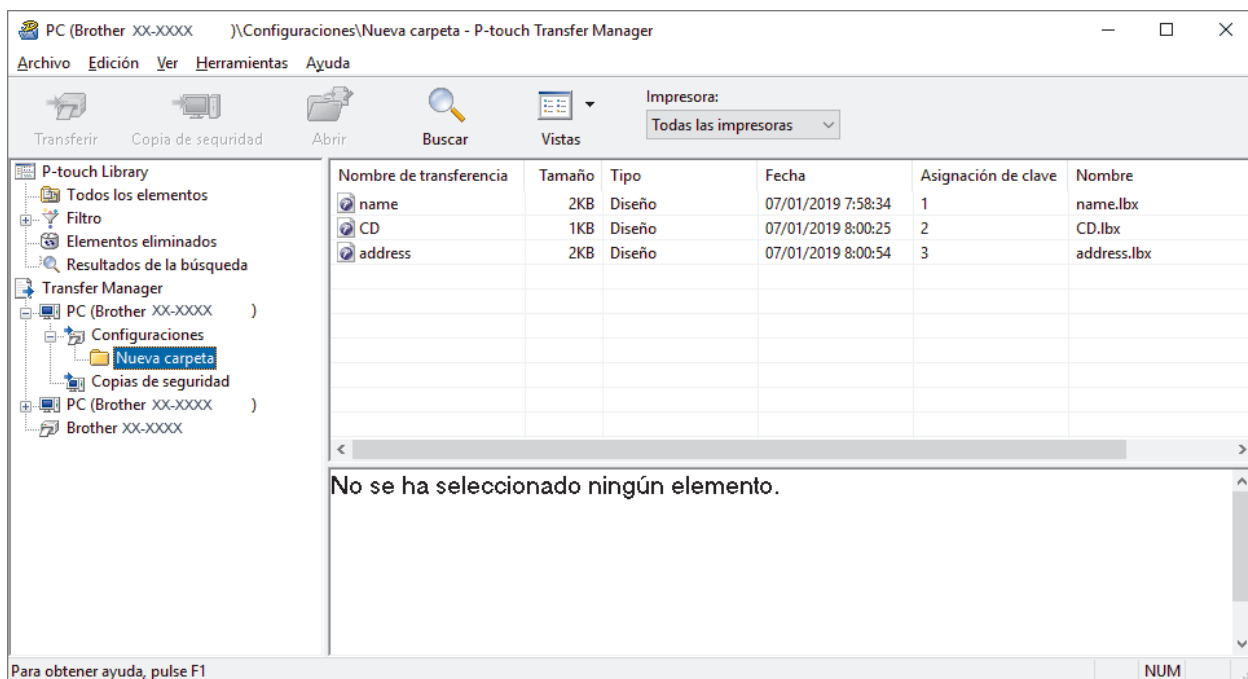 PC (Brother XX-XXXX )\Configuraciones\Nueva carpeta - P-touch Transfer Manager
Archivo Edición Ver Herramientas Ayuda
Transferir Copia de seguridad Abrir Buscar Vistas
Impresora:
Todas las impresoras
P-touch Library
Todos los elementos
Filtro
Elementos eliminados
Resultados de la búsqueda
Transfer Manager
PC (Brother XX-XXXX )
Configuraciones
Nueva carpeta
Copias de seguridad
PC (Brother XX-XXXX )
Brother XX-XXXX
Nombre de transferencia Tamaño Tipo Fecha Asignación de clave Nombre
name 2KB Diseño 07/01/2019 7:58:34 1 name.lbx
CD 1KB Diseño 07/01/2019 8:00:25 2 CD.lbx
address 2KB Diseño 07/01/2019 8:00:54 3 address.lbx
No se ha seleccionado ningún elemento.
Para obtener ayuda, pulse F1 NUM